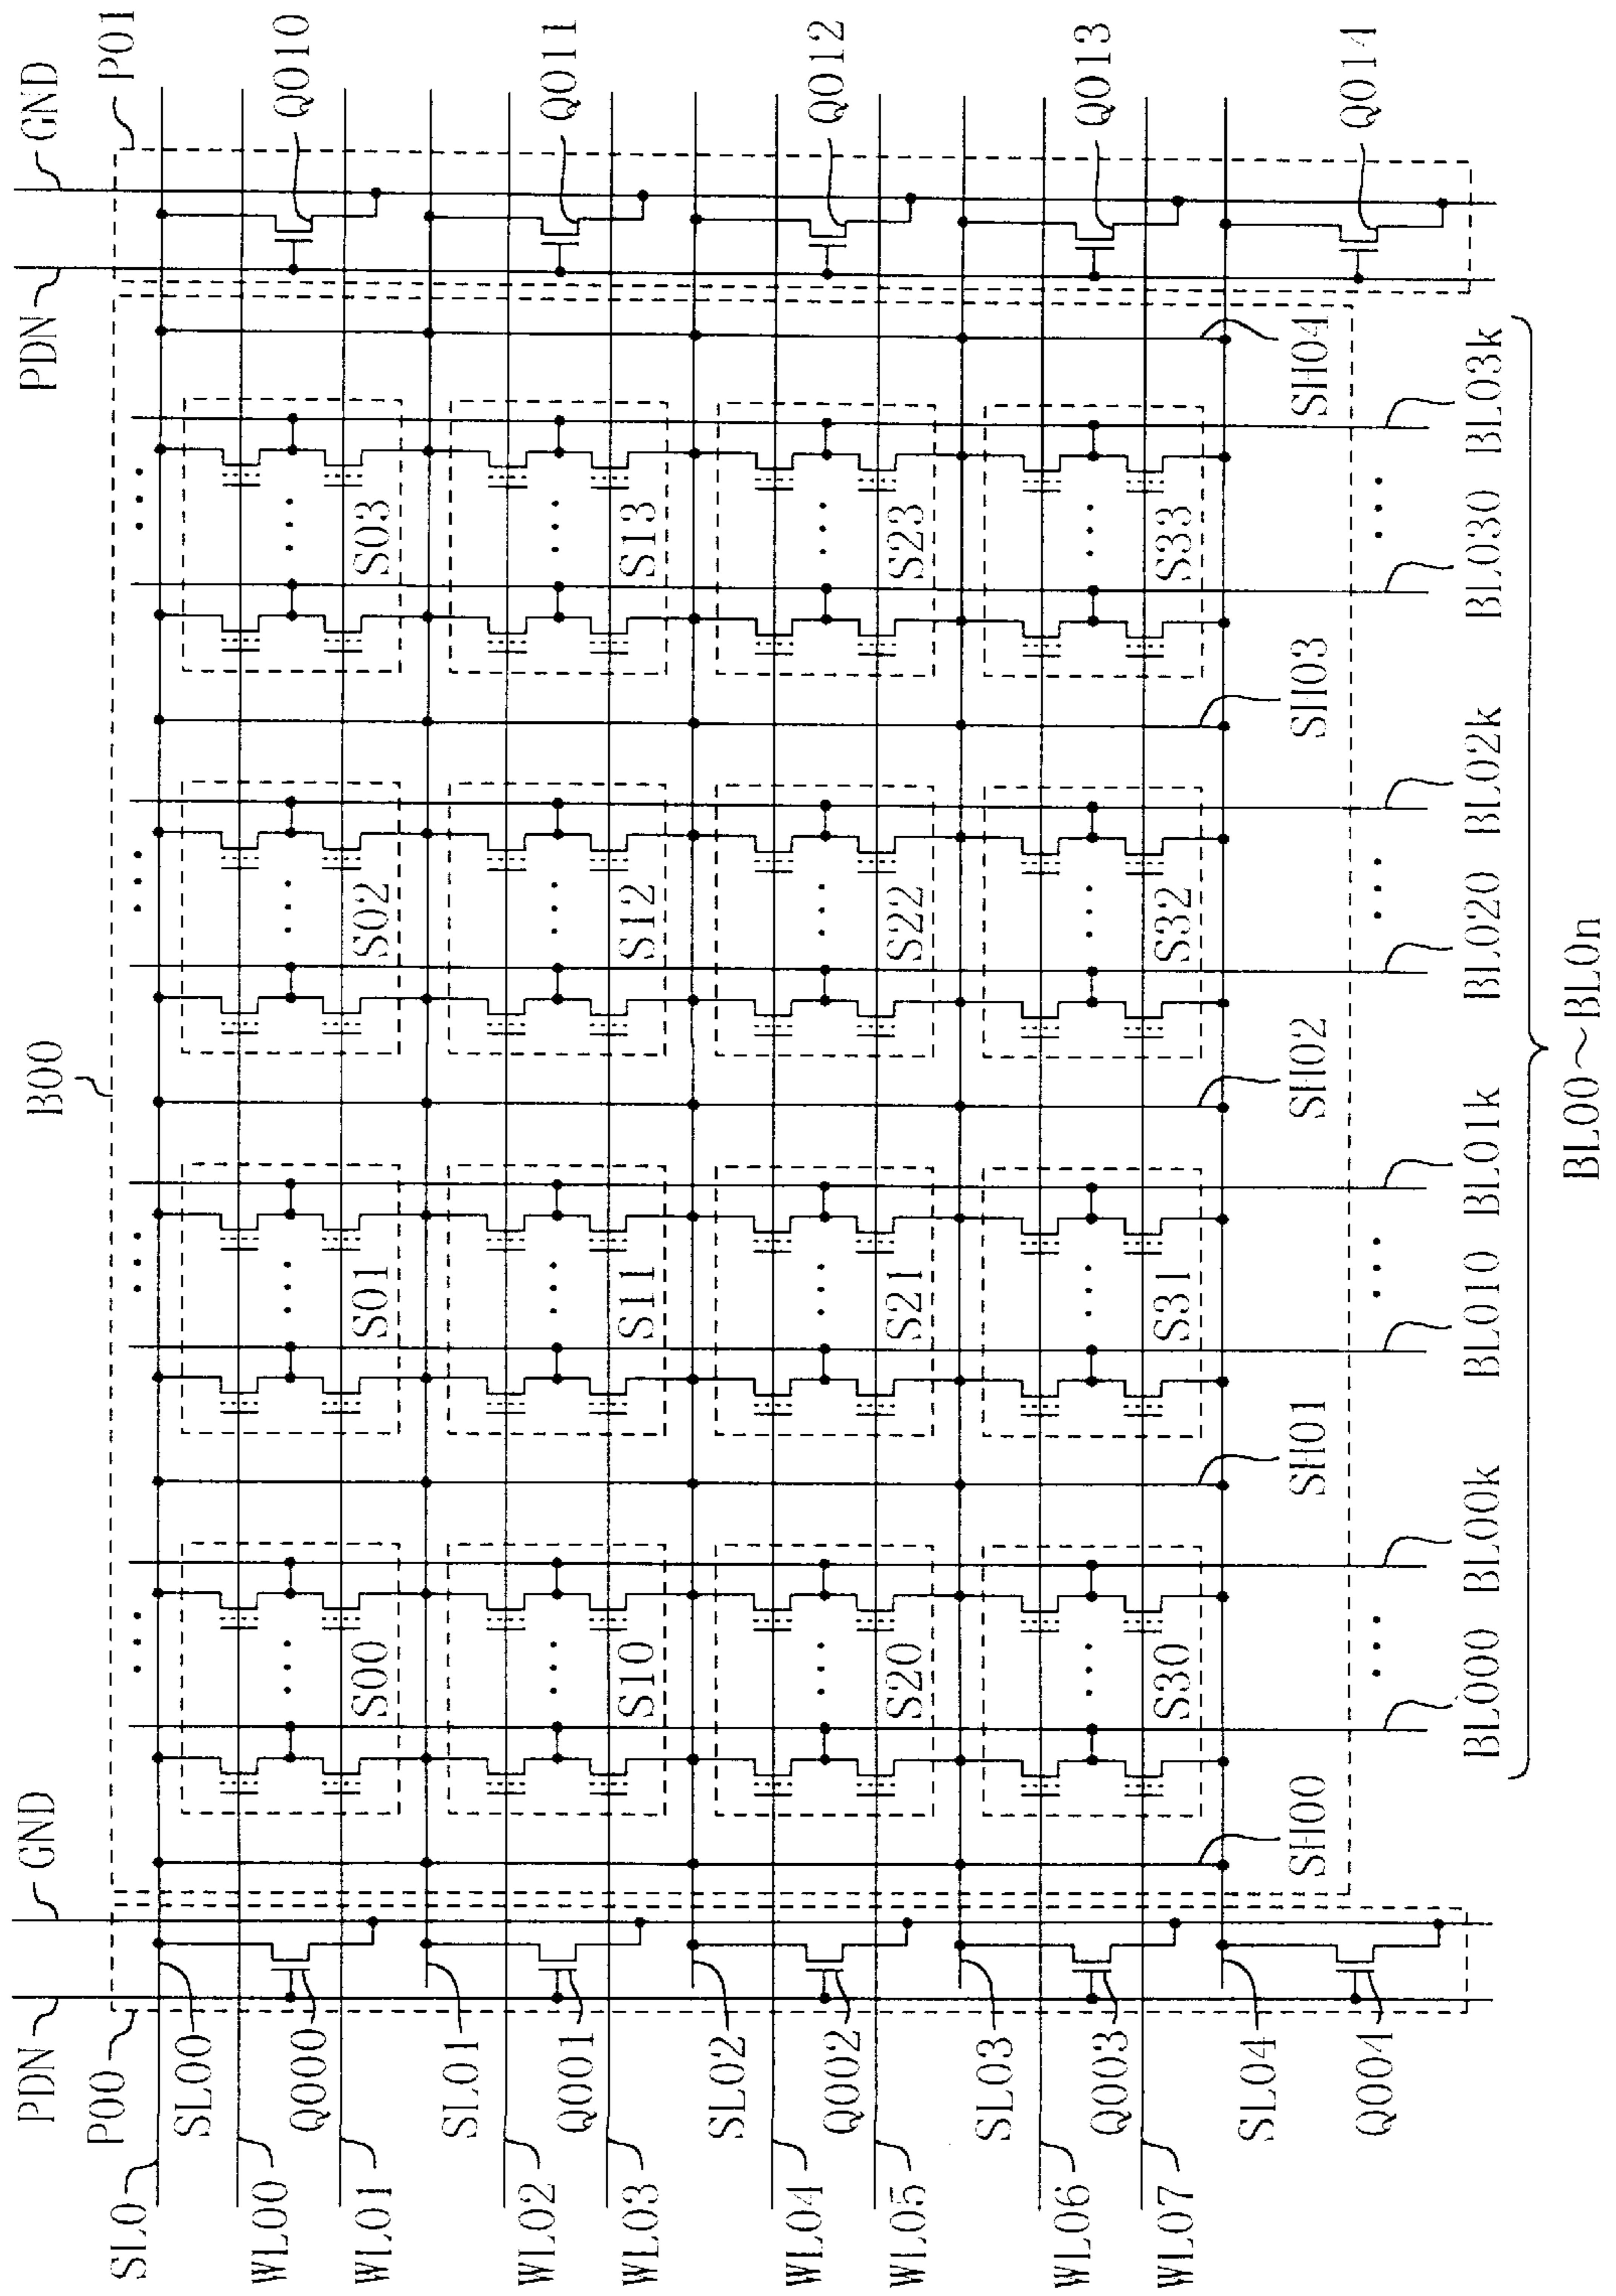 PDN GND B00 PDN GND
P00 P01
SL0
SL00
WL00
Q000 Q010
WL01 S00 S01 S02 S03
SL01
WL02
Q001 Q011
WL03 S10 S11 S12 S13
SL02
WL04
Q002 Q012
WL05 S20 S21 S22 S23
SL03
WL06
Q003 Q013
WL07 S30 S31 S32 S33
SL04
SH00 SH01 SH02 SH03 SH04
Q004 Q014
BL000 BL00k BL010 BL01k BL020 BL02k BL030 BL03k
BL00~BL0n